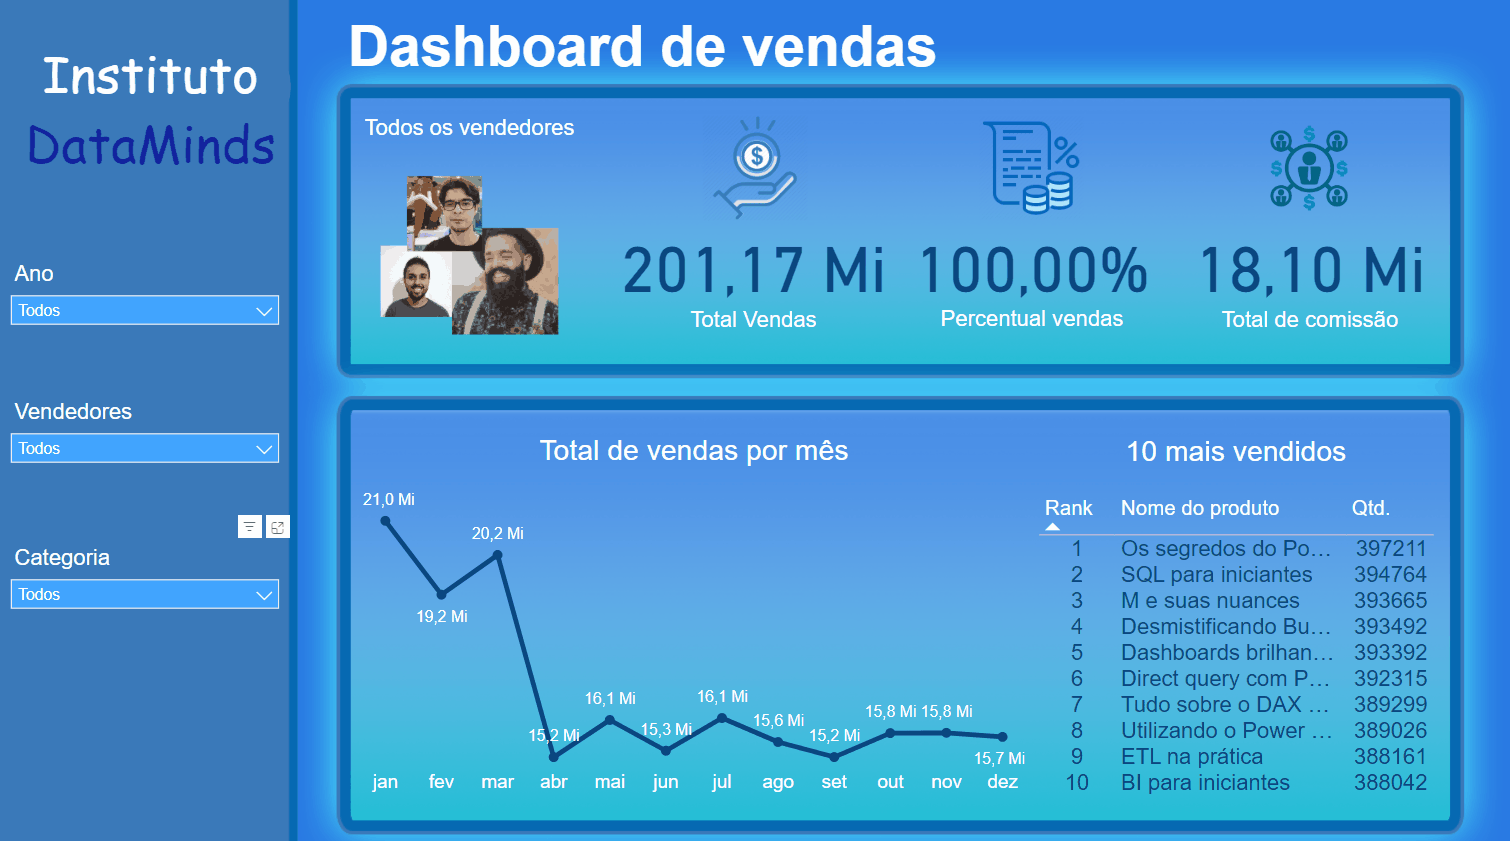 Dashboard de vendas
Instituto
DataMinds
Ano
Todos
Vendedores
Todos
Categoria
Todos
Todos os vendedores
$
%
$
$ $
$
201,17 Mi
Total Vendas
100,00%
Percentual vendas
18,10 Mi
Total de comissão
Total de vendas por mês
21,0 Mi
19,2 Mi
20,2 Mi
15,2 Mi
16,1 Mi
15,3 Mi
16,1 Mi
15,6 Mi
15,2 Mi
15,8 Mi
15,8 Mi
15,7 Mi
jan fev mar abr mai jun jul ago set out nov dez
10 mais vendidos
Rank Nome do produto Qtd.
1 Os segredos do Po... 397211
2 SQL para iniciantes 394764
3 M e suas nuances 393665
4 Desmistificando Bu... 393492
5 Dashboards brilhan... 393392
6 Direct query com P... 392315
7 Tudo sobre o DAX ... 389299
8 Utilizando o Power ... 389026
9 ETL na prática 388161
10 BI para iniciantes 388042